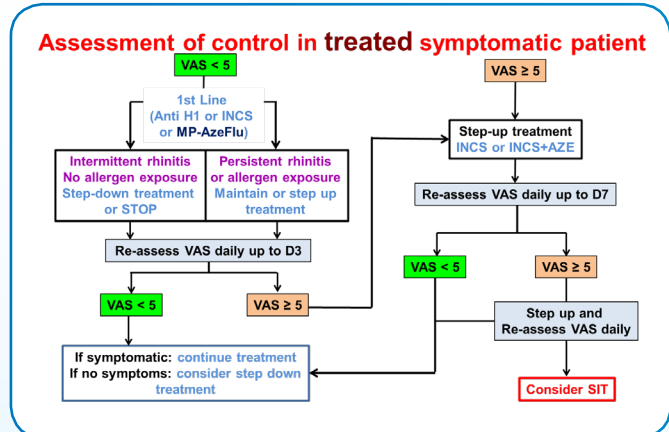 Assessment of control in treated symptomatic patient
VAS < 5
1st Line
(Anti H1 or INCS
or MP-AzeFlu)
Intermittent rhinitis
No allergen exposure
Step-down treatment
or STOP
Persistent rhinitis
or allergen exposure
Maintain or step up
treatment
Re-assess VAS daily up to D3
VAS < 5
VAS ≥ 5
If symptomatic: continue treatment
If no symptoms: consider step down
treatment
VAS ≥ 5
Step-up treatment
INCS or INCS+AZE
Re-assess VAS daily up to D7
VAS < 5
VAS ≥ 5
Step up and
Re-assess VAS daily
Consider SIT